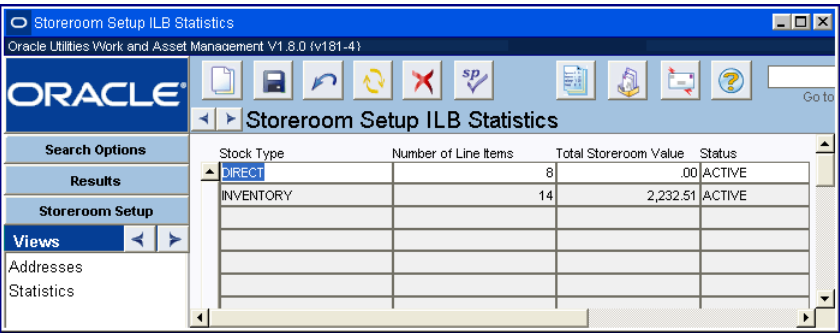 Storeroom Setup ILB Statistics
Oracle Utilities Work and Asset Management V1.8.0 (v181-4)
ORACLE
sp
?
Go to
Storeroom Setup ILB Statistics
Search Options
Results
Storeroom Setup
Views
Addresses
Statistics
Stock Type Number of Line Items Total Storeroom Value Status
DIRECT 8 .00 ACTIVE
INVENTORY 14 2,232.51 ACTIVE